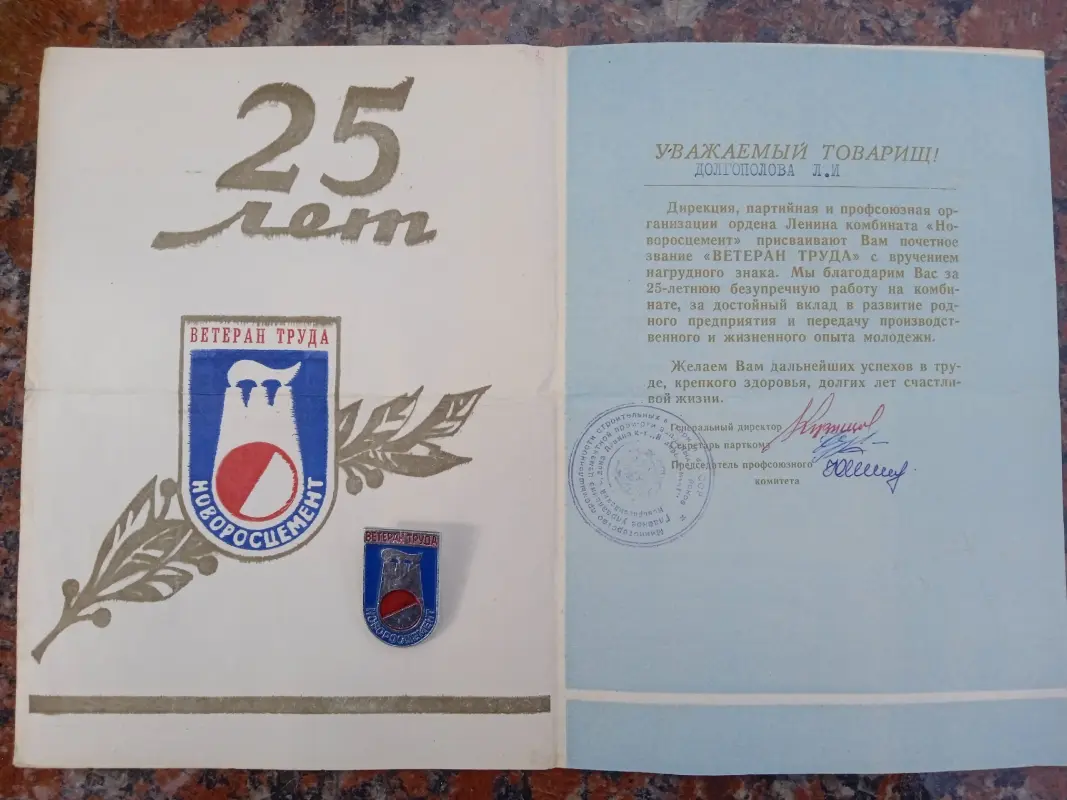 25
лет
ВЕТЕРАН ТРУДА
НОВОРОСЦЕМЕНТ
ВЕТЕРАН ТРУДА
НОВОРОСЦЕМЕНТ
УВАЖАЕМЫЙ ТОВАРИЩ!
ДОЛГОПОЛОВА Л.И
Дирекция, партийная и профсоюзная ор-
ганизации ордена Ленина комбината «Но-
воросцемент» присваивают Вам почетное
звание «ВЕТЕРАН ТРУДА» с вручением
нагрудного знака. Мы благодарим Вас за
25-летнюю безупречную работу на комби-
нате, за достойный вклад в развитие род-
ного предприятия и передачу производст-
венного и жизненного опыта молодежи.
Желаем Вам дальнейших успехов в тру-
де, крепкого здоровья, долгих лет счастли-
вой жизни.
Генеральный директор
Секретарь парткома
Председатель профсоюзного
комитета